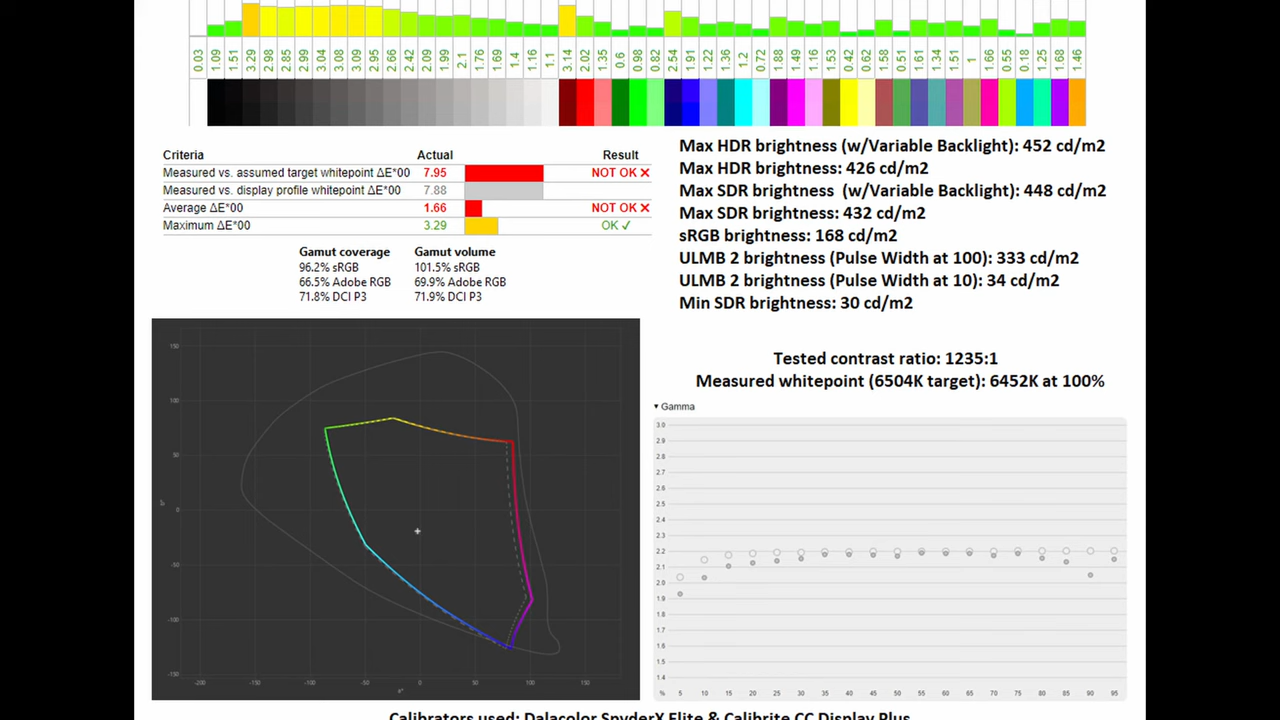 0.03 1.09 1.51 3.29 2.98 2.85 2.99 3.04 3.08 3.09 2.95 2.66 2.42 2.09 1.99 2.1 1.76 1.69 1.4 1.16 1.1 3.14 2.02 1.35 0.6 0.98 0.82 2.54 1.91 1.22 1.36 1.2 0.72 1.88 1.49 1.16 1.53 0.42 0.62 1.58 0.51 1.61 1.34 1.51 1 1.66 0.55 0.18 1.25 1.68 1.46
Criteria Actual Result
Measured vs. assumed target whitepoint ΔE*00 7.95 NOT OK ✕
Measured vs. display profile whitepoint ΔE*00 7.88
Average ΔE*00 1.66 NOT OK ✕
Maximum ΔE*00 3.29 OK ✓
Gamut coverage Gamut volume
96.2% sRGB 101.5% sRGB
66.5% Adobe RGB 69.9% Adobe RGB
71.8% DCI P3 71.9% DCI P3
Max HDR brightness (w/Variable Backlight): 452 cd/m2
Max HDR brightness: 426 cd/m2
Max SDR brightness (w/Variable Backlight): 448 cd/m2
Max SDR brightness: 432 cd/m2
sRGB brightness: 168 cd/m2
ULMB 2 brightness (Pulse Width at 100): 333 cd/m2
ULMB 2 brightness (Pulse Width at 10): 34 cd/m2
Min SDR brightness: 30 cd/m2
Tested contrast ratio: 1235:1
Measured whitepoint (6504K target): 6452K at 100%
150
100
50
0
-50
-100
-150
-200 -150 -100 -50 0 50 100 150
a*
b*
▾ Gamma
3.0
2.9
2.8
2.7
2.6
2.5
2.4
2.3
2.2
2.1
2.0
1.9
1.8
1.7
1.6
1.5
1.4
% 5 10 15 20 25 30 35 40 45 50 55 60 65 70 75 80 85 90 95
Calibrators used: Dalacolor SpyderX Elite & Calibrite CC Display Plus